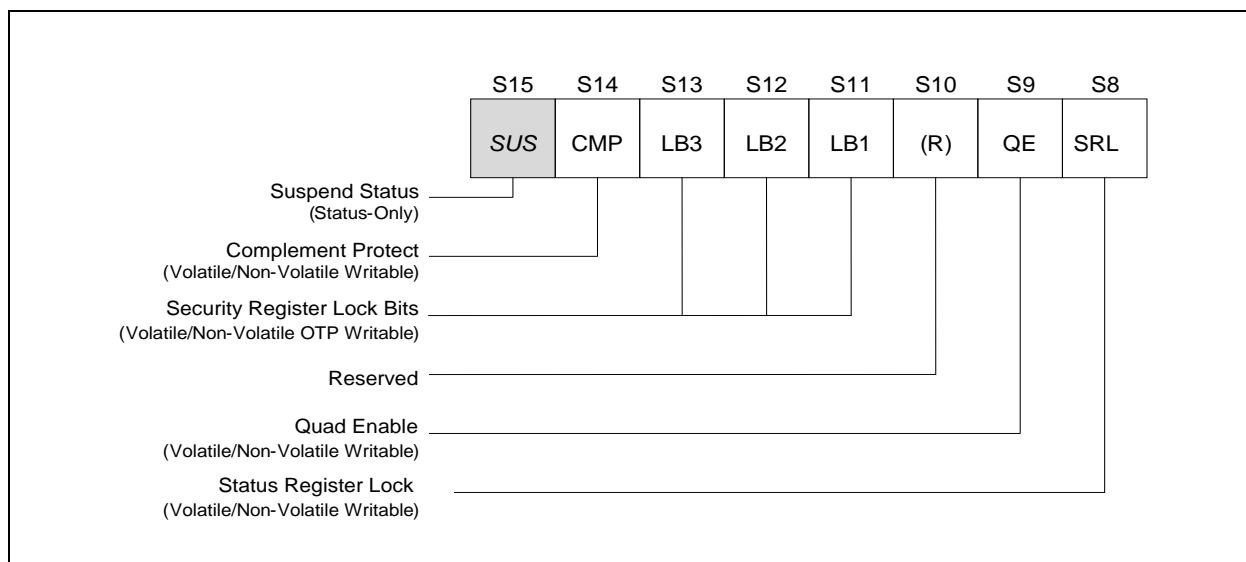 S15 S14 S13 S12 S11 S10 S9 S8
SUS CMP LB3 LB2 LB1 (R) QE SRL
Suspend Status
(Status-Only)
Complement Protect
(Volatile/Non-Volatile Writable)
Security Register Lock Bits
(Volatile/Non-Volatile OTP Writable)
Reserved
Quad Enable
(Volatile/Non-Volatile Writable)
Status Register Lock
(Volatile/Non-Volatile Writable)